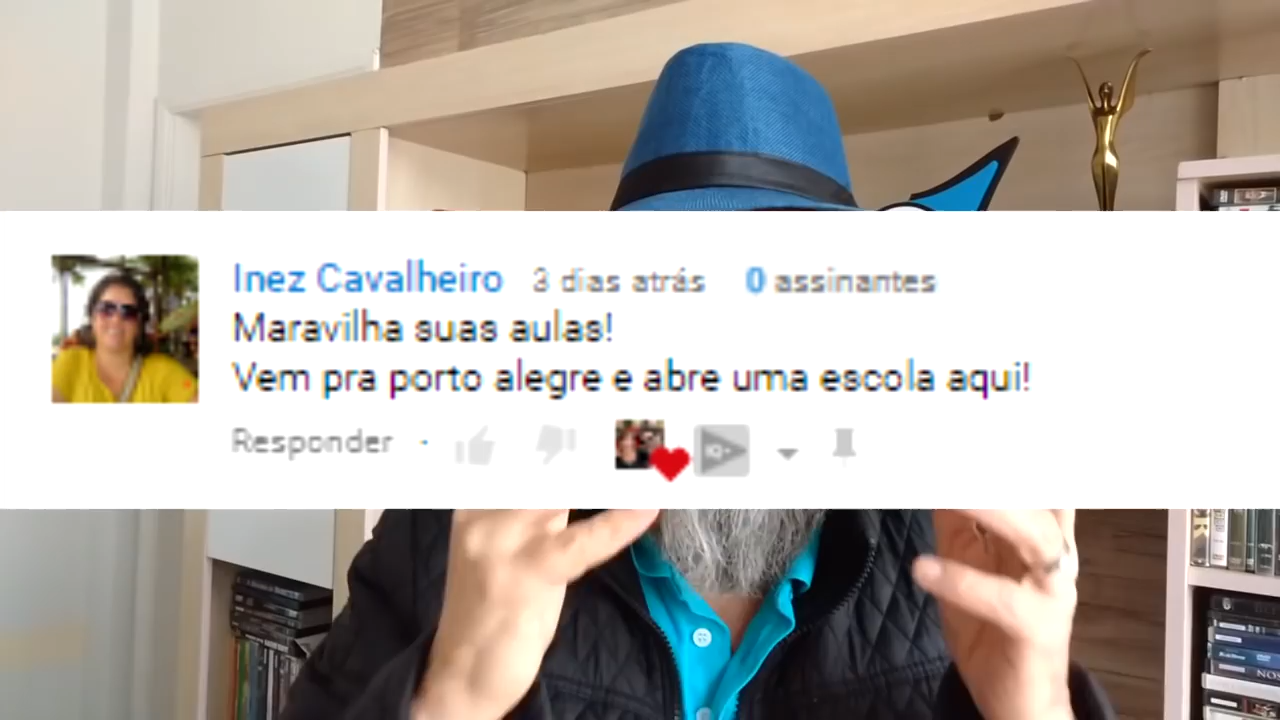 Inez Cavalheiro 3 dias atrás 0 assinantes
Maravilha suas aulas!
Vem pra porto alegre e abre uma escola aqui!
Responder